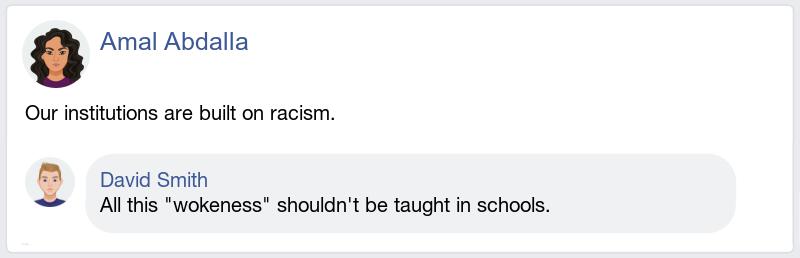 Amal Abdalla
Our institutions are built on racism.
David Smith
All this "wokeness" shouldn't be taught in schools.